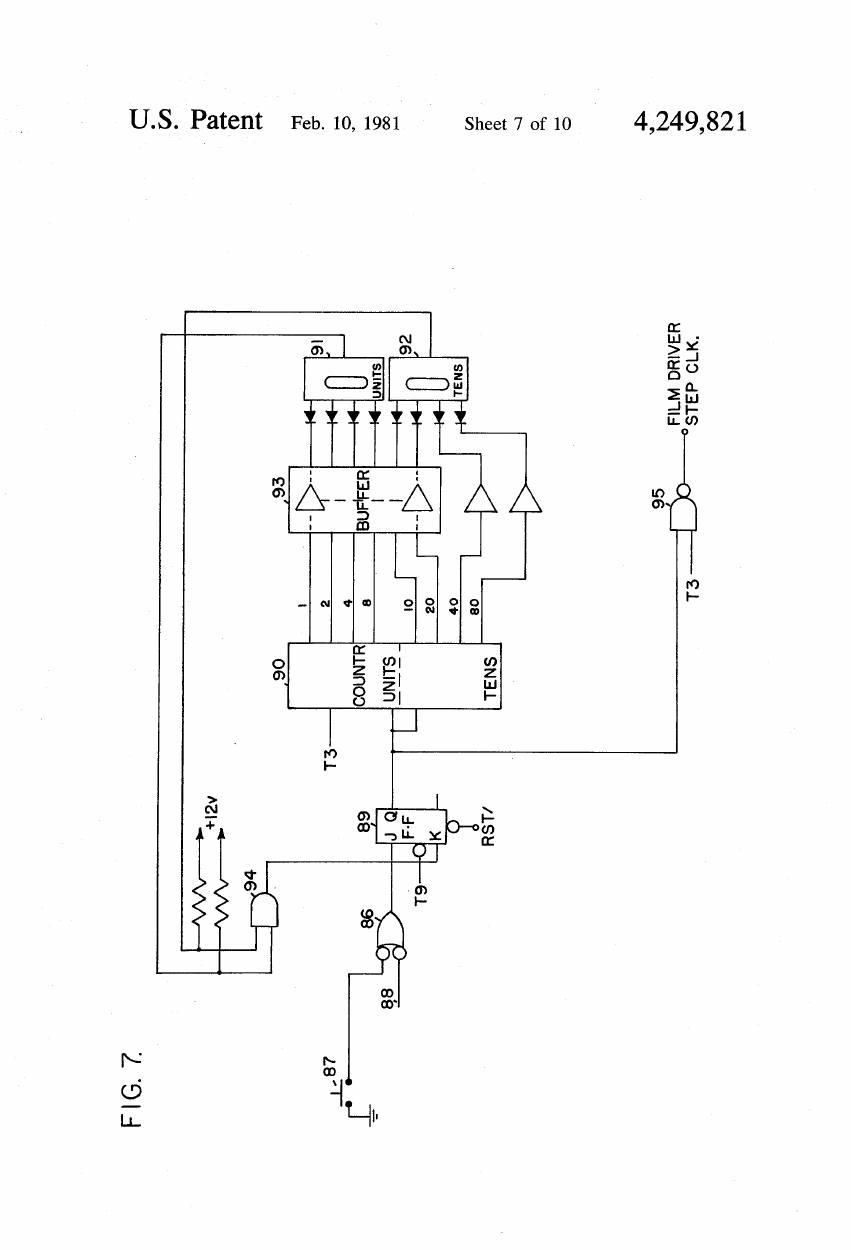 U.S. Patent Feb. 10, 1981 Sheet 7 of 10 4,249,821
FIG. 7.
87
88
86
94
+12v
T9
89
J Q
F·F
K
RST/
T3
90
COUNTR
UNITS
TENS
1
2
4
8
10
20
40
80
93
BUFFER
91
UNITS
92
TENS
95
T3
FILM DRIVER
STEP CLK.